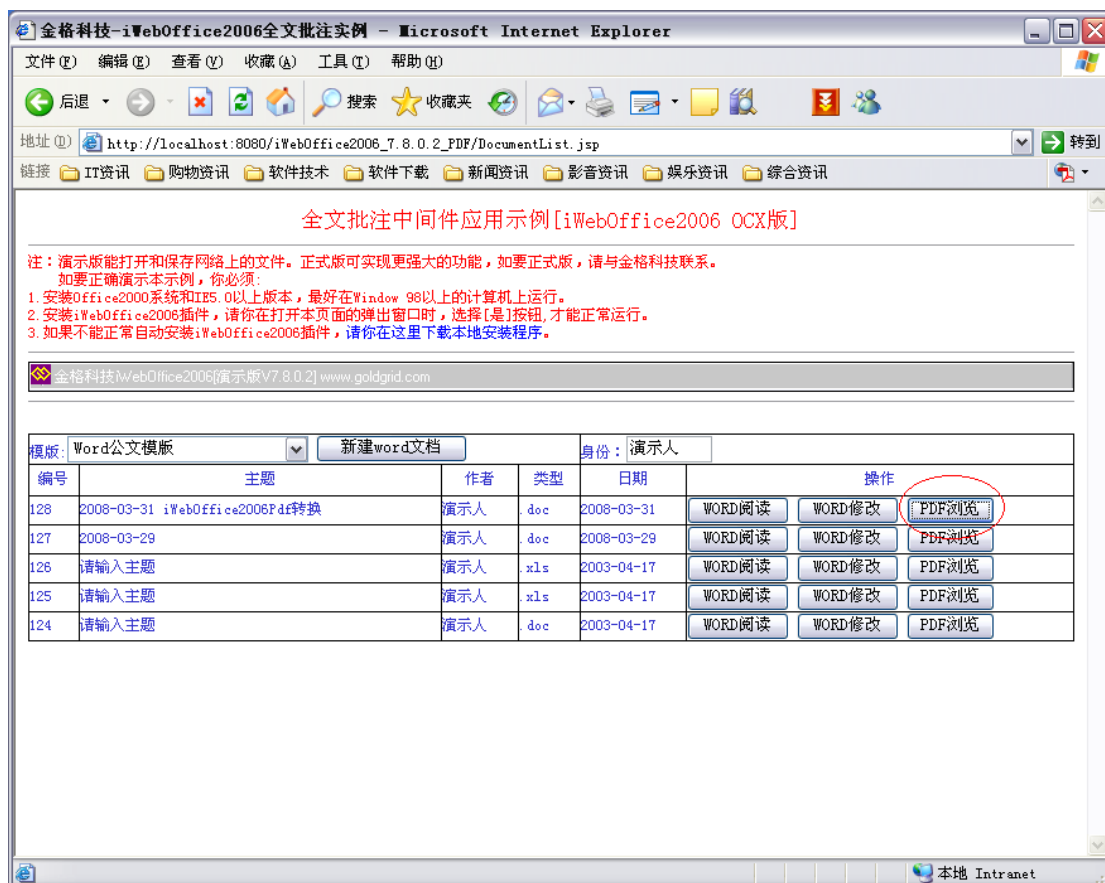 金格科技-iWebOffice2006全文批注实例 - Microsoft Internet Explorer
文件(F) 编辑(E) 查看(V) 收藏(A) 工具(T) 帮助(H)
后退 搜索 收藏夹
地址(D) http://localhost:8080/iWebOffice2006_7.8.0.2_PDF/DocumentList.jsp 转到
链接 IT资讯 购物资讯 软件技术 软件下载 新闻资讯 影音资讯 娱乐资讯 综合资讯
全文批注中间件应用示例[iWebOffice2006 OCX版]
注：演示版能打开和保存网络上的文件。正式版可实现更强大的功能，如要正式版，请与金格科技联系。
如要正确演示本示例，你必须:
1.安装Office2000系统和IE5.0以上版本，最好在Window 98以上的计算机上运行。
2.安装iWebOffice2006插件，请你在打开本页面的弹出窗口时，选择[是]按钮,才能正常运行。
3.如果不能正常自动安装iWebOffice2006插件，请你在这里下载本地安装程序。
金格科技iWebOffice2006[演示版V7.8.0.2] www.goldgrid.com
模版: Word公文模版 新建word文档 身份：演示人
编号 主题 作者 类型 日期 操作
128 2008-03-31 iWebOffice2006Pdf转换 演示人 .doc 2008-03-31 WORD阅读 WORD修改 PDF浏览
127 2008-03-29 演示人 .doc 2008-03-29 WORD阅读 WORD修改 PDF浏览
126 请输入主题 演示人 .xls 2003-04-17 WORD阅读 WORD修改 PDF浏览
125 请输入主题 演示人 .xls 2003-04-17 WORD阅读 WORD修改 PDF浏览
124 请输入主题 演示人 .doc 2003-04-17 WORD阅读 WORD修改 PDF浏览
本地 Intranet